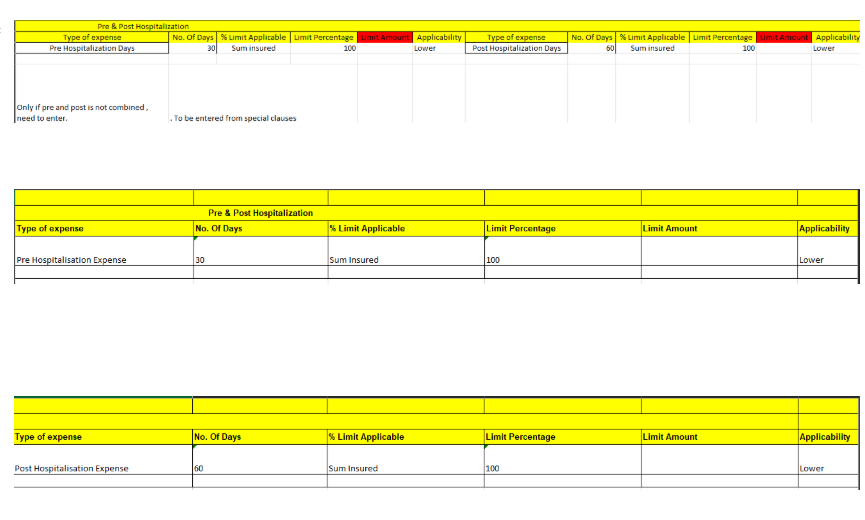 Pre & Post Hospitalization
Type of expense No. Of Days % Limit Applicable Limit Percentage Limit Amount Applicability Type of expense No. Of Days % Limit Applicable Limit Percentage Limit Amount Applicability
Pre Hospitalization Days 30 Sum insured 100 Lower Post Hospitalization Days 60 Sum insured 100 Lower
Only if pre and post is not combined ,
need to enter. . To be entered from special clauses
Pre & Post Hospitalization
Type of expense No. Of Days % Limit Applicable Limit Percentage Limit Amount Applicability
Pre Hospitalisation Expense 30 Sum Insured 100 Lower
Type of expense No. Of Days % Limit Applicable Limit Percentage Limit Amount Applicability
Post Hospitalisation Expense 60 Sum Insured 100 Lower